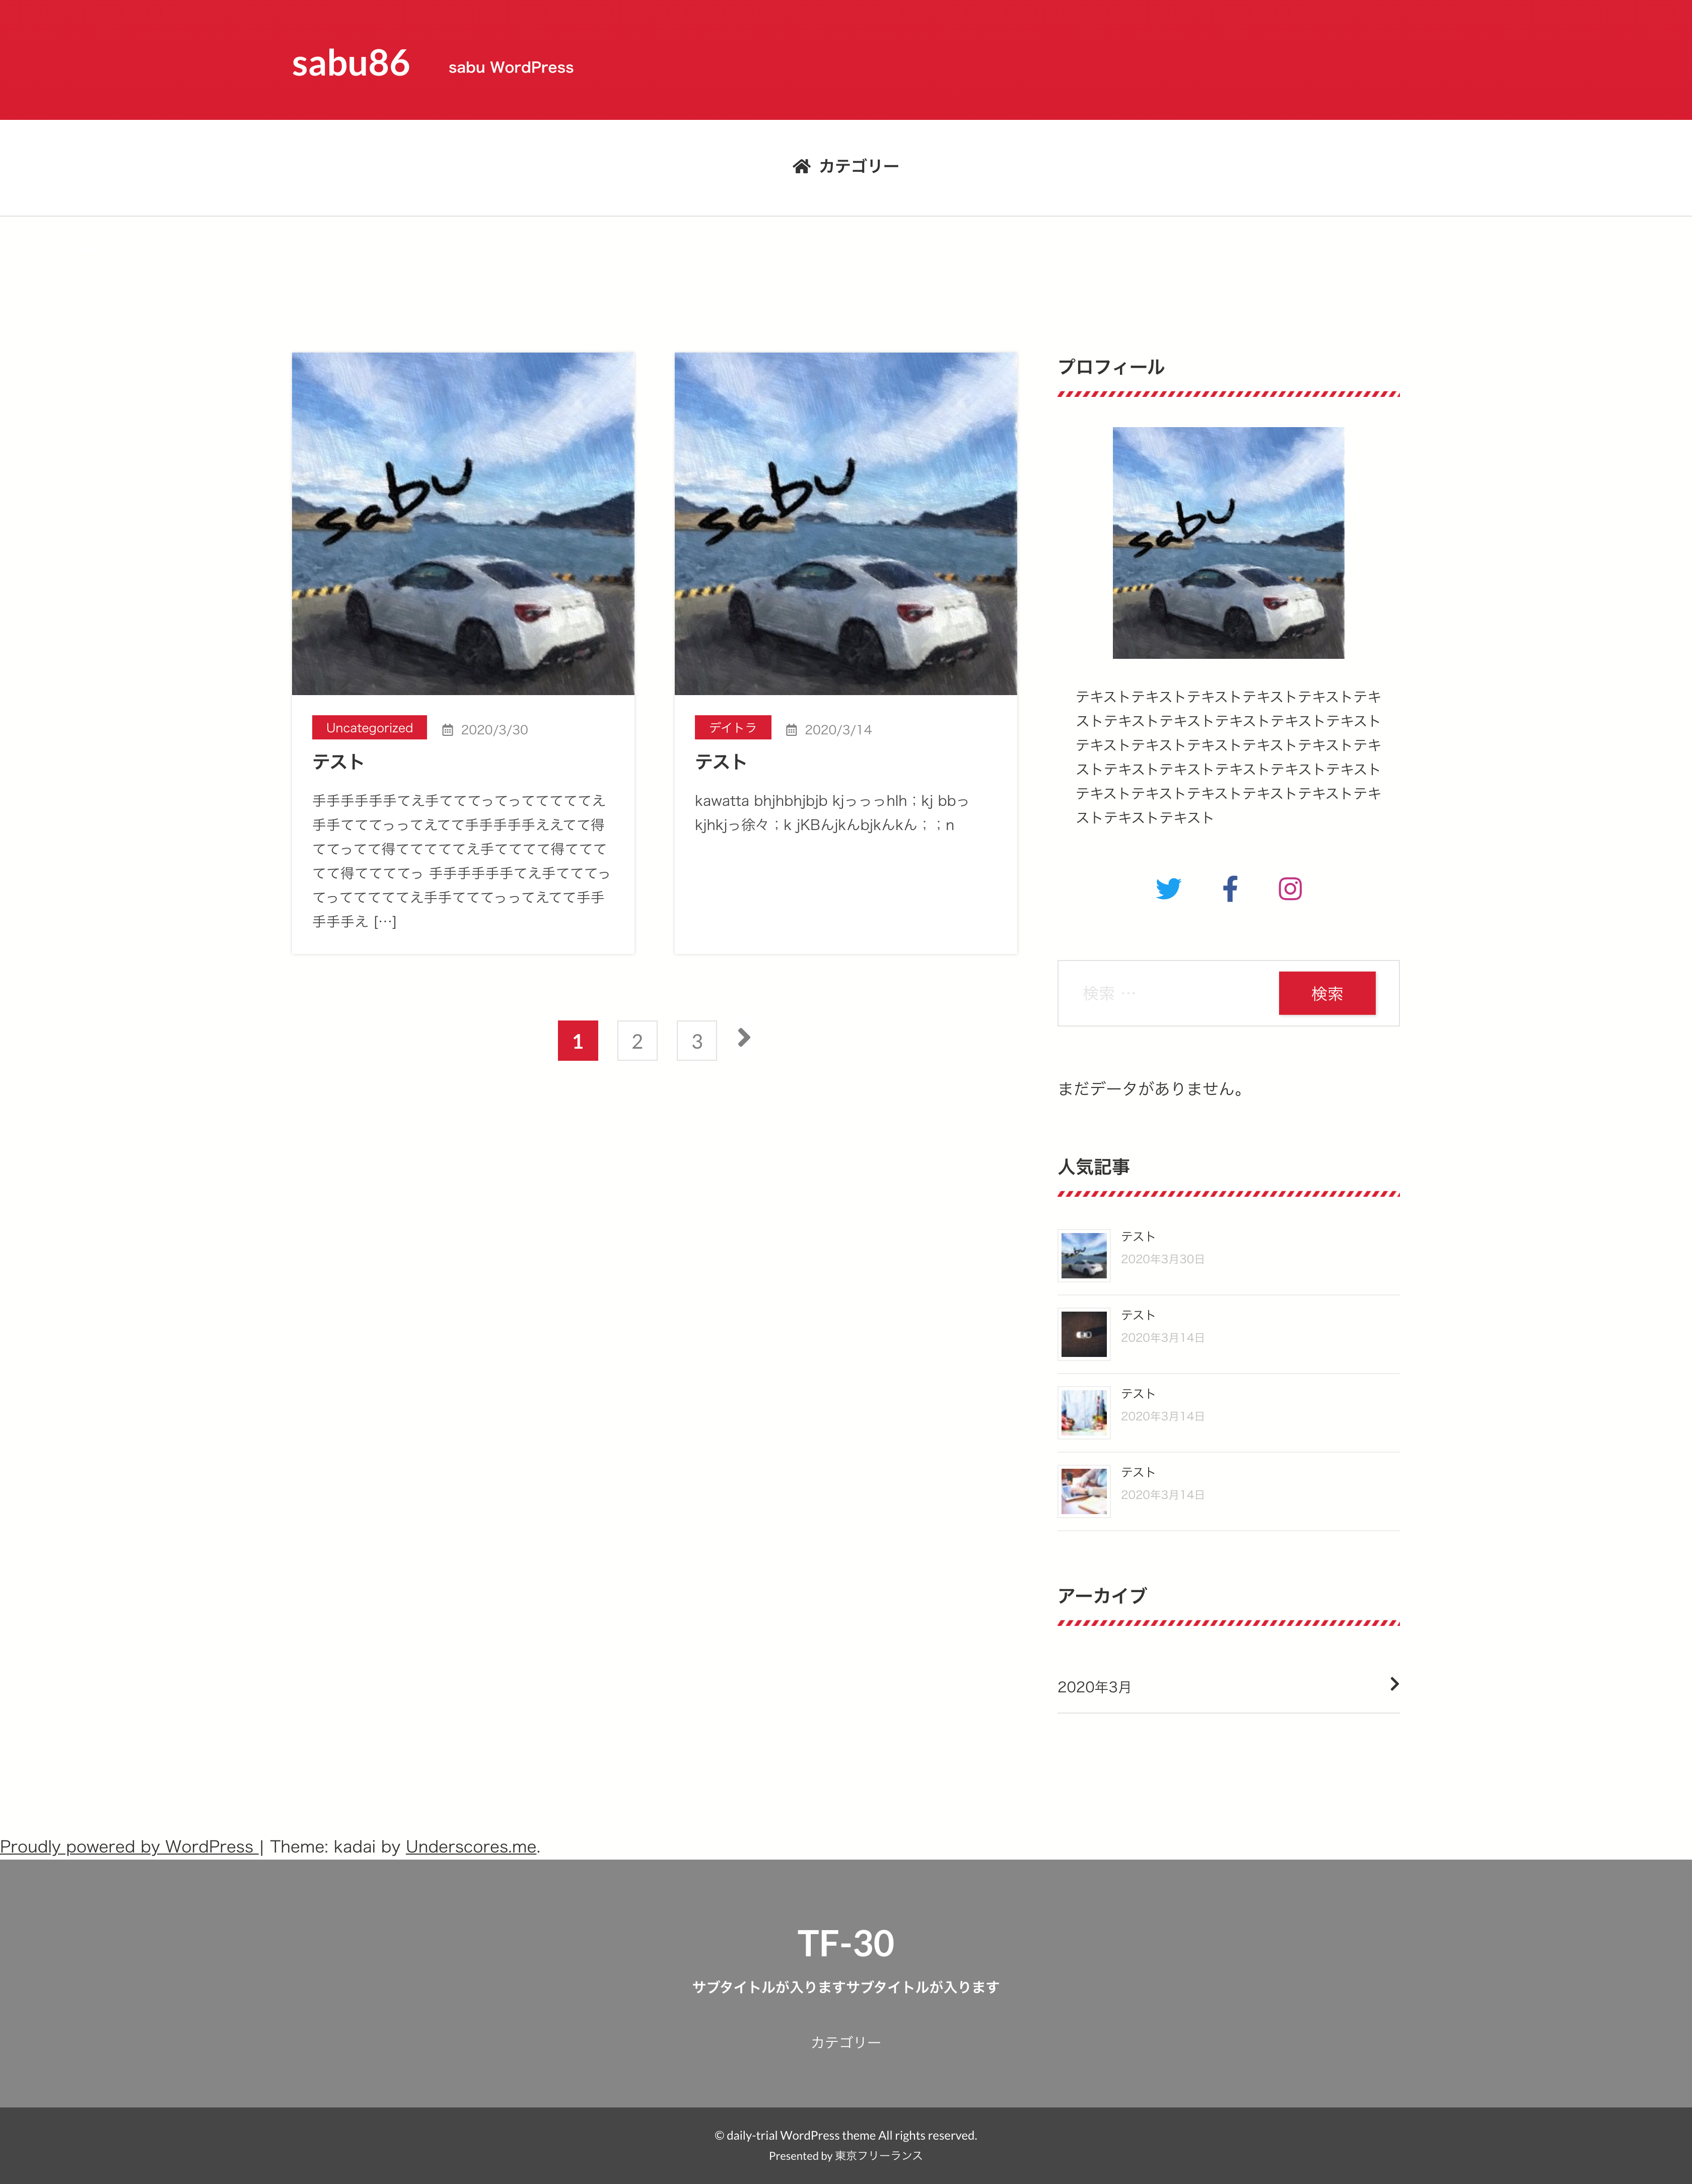 sabu86
sabu WordPress
カテゴリー
sabu
Uncategorized
2020/3/30
テスト
手手手手手手てえ手てててってってててててえ
手手てててっってえてて手手手手手ええてて得
ててってて得ててててててえ手てててて得ててて
てて得ててててっ 手手手手手手てえ手てててっ
てってててててえ手手てててっってえてて手手
手手手え […]
sabu
デイトラ
2020/3/14
テスト
kawatta bhjhbhjbjb kjっっっhlh；kj bbっ
kjhkjっ徐々；k jKBんjkんbjkんkん；；n
1
2
3
プロフィール
sabu
テキストテキストテキストテキストテキストテキ
ストテキストテキストテキストテキストテキスト
テキストテキストテキストテキストテキストテキ
ストテキストテキストテキストテキストテキスト
テキストテキストテキストテキストテキストテキ
ストテキストテキスト
検索 …
検索
まだデータがありません。
人気記事
テスト
2020年3月30日
テスト
2020年3月14日
テスト
2020年3月14日
テスト
2020年3月14日
アーカイブ
2020年3月
Proudly powered by WordPress | Theme: kadai by Underscores.me.
TF-30
サブタイトルが入りますサブタイトルが入ります
カテゴリー
© daily-trial WordPress theme All rights reserved.
Presented by 東京フリーランス